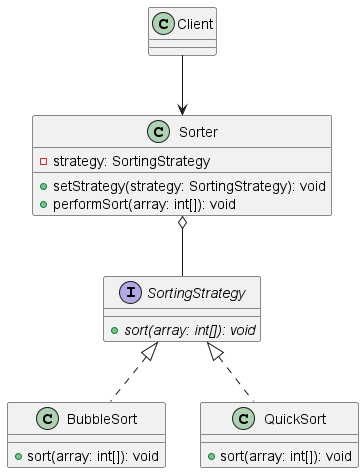 C Client
C Sorter
strategy: SortingStrategy
setStrategy(strategy: SortingStrategy): void
performSort(array: int[]): void
I SortingStrategy
sort(array: int[]): void
C BubbleSort
sort(array: int[]): void
C QuickSort
sort(array: int[]): void